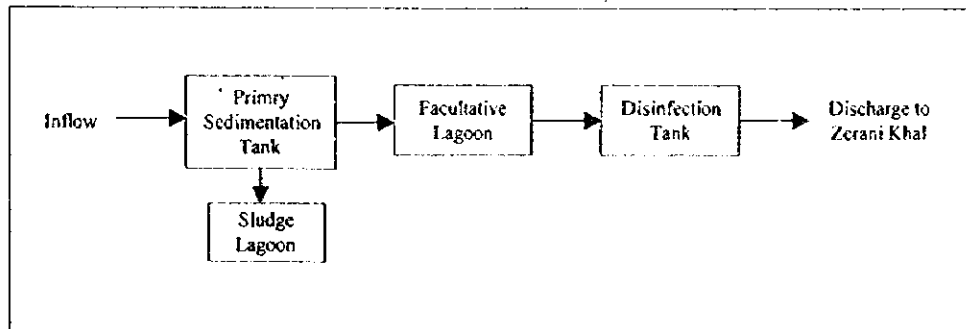 Inflow
Primry
Sedimentation
Tank
Facultative
Lagoon
Disinfection
Tank
Discharge to
Zerani Khal
Sludge
Lagoon